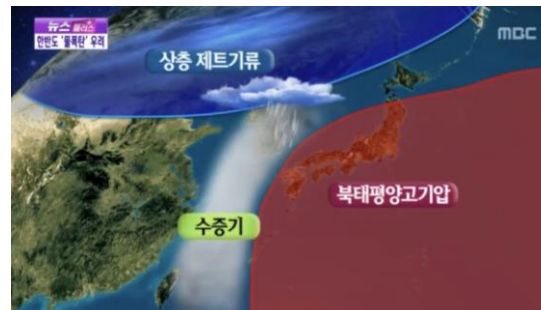 뉴스 플러스
한반도 '물폭탄' 우려
MBC
상층 제트기류
수증기
북태평양고기압